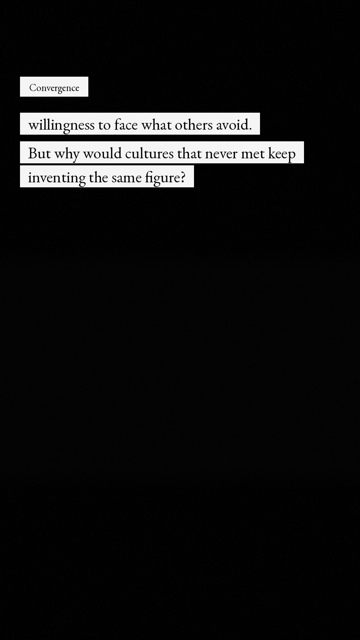 Convergence
willingness to face what others avoid.
But why would cultures that never met keep
inventing the same figure?